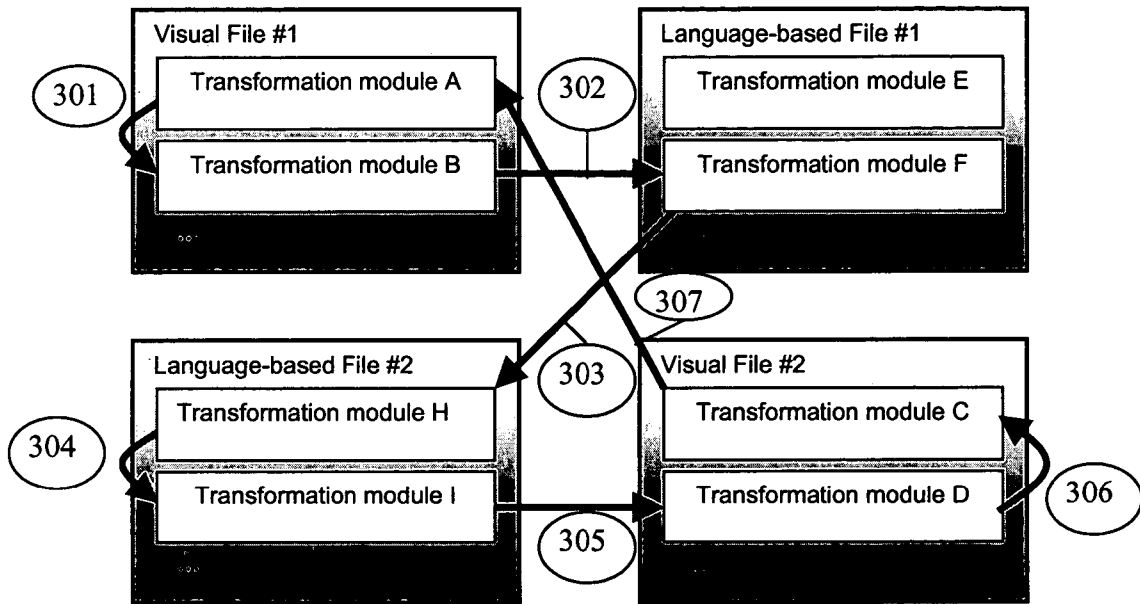 Visual File #1
Transformation module A
Transformation module B
301
302
Language-based File #1
Transformation module E
Transformation module F
307
303
Language-based File #2
Transformation module H
Transformation module I
304
305
Visual File #2
Transformation module C
Transformation module D
306